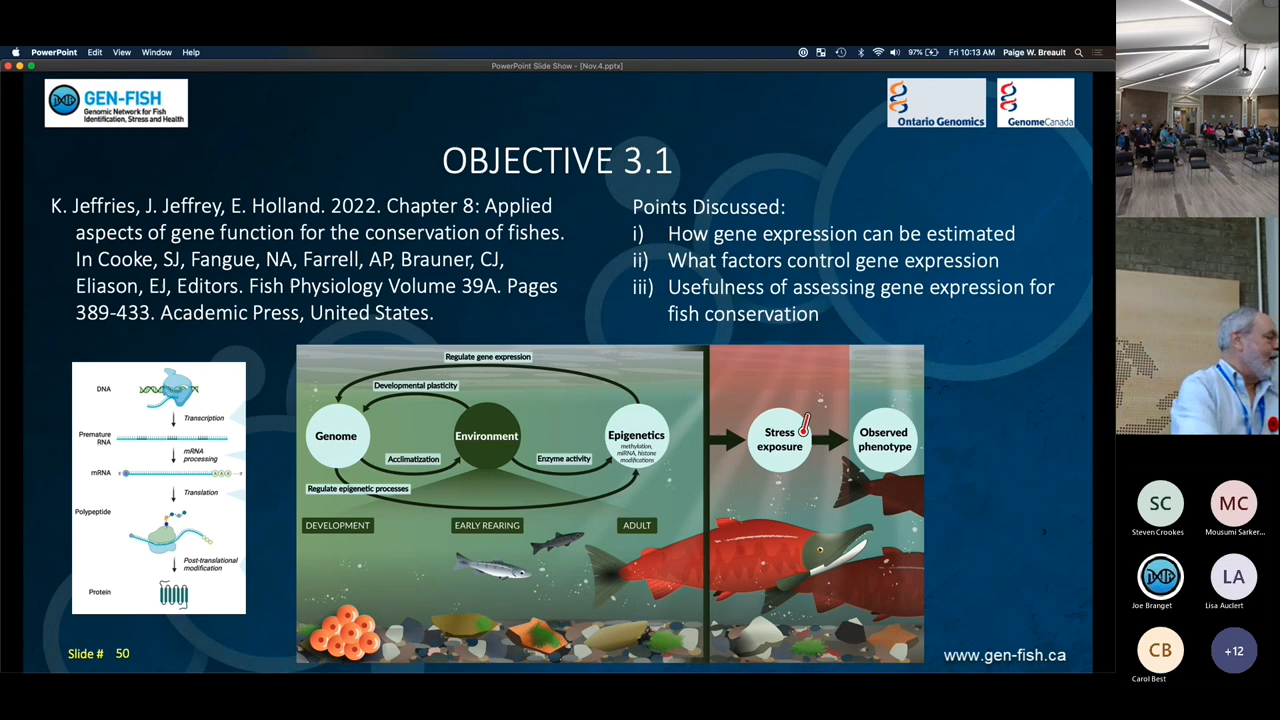 PowerPoint Edit View Window Help
97% Fri 10:13 AM Paige W. Breault
PowerPoint Slide Show - [Nov.4.pptx]
GEN-FISH
Genomic Network for Fish
Identification, Stress and Health
Ontario Genomics
GenomeCanada
OBJECTIVE 3.1
K. Jeffries, J. Jeffrey, E. Holland. 2022. Chapter 8: Applied
aspects of gene function for the conservation of fishes.
In Cooke, SJ, Fangue, NA, Farrell, AP, Brauner, CJ,
Eliason, EJ, Editors. Fish Physiology Volume 39A. Pages
389-433. Academic Press, United States.
Points Discussed:
i) How gene expression can be estimated
ii) What factors control gene expression
iii) Usefulness of assessing gene expression for
fish conservation
DNA
Transcription
Premature
RNA
mRNA
processing
mRNA
Translation
Polypeptide
Post-translational
modification
Protein
Regulate gene expression
Developmental plasticity
Genome
Environment
Epigenetics
methylation,
miRNA, histone
modifications
Acclimatization
Enzyme activity
Regulate epigenetic processes
DEVELOPMENT
EARLY REARING
ADULT
Stress
exposure
Observed
phenotype
Slide # 50
www.gen-fish.ca
SC
Steven Crookes
MC
Mousumi Sarker...
Joe Branget
LA
Lisa Auclert
CB
Carol Best
+12